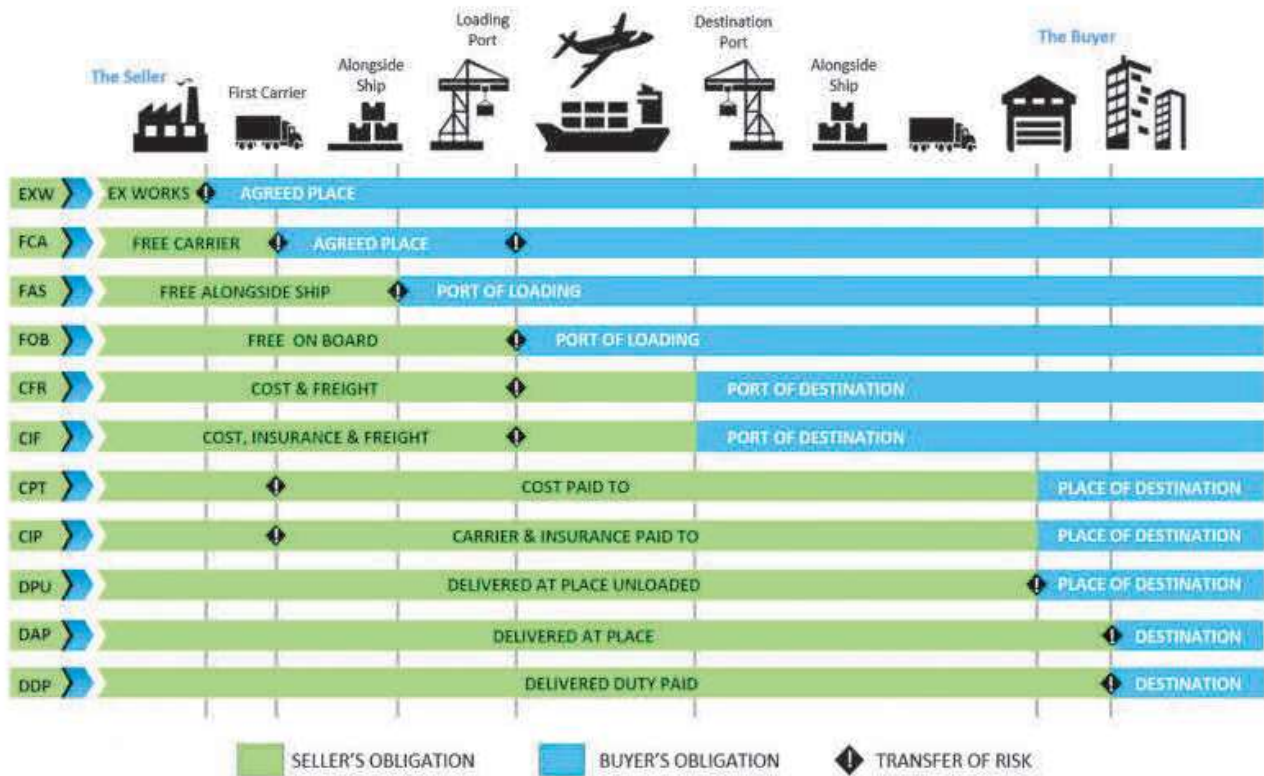 Loading
Port
Destination
Port
The Buyer
The Seller
First Carrier
Alongside
Ship
Alongside
Ship
EXW EX WORKS AGREED PLACE
FCA FREE CARRIER AGREED PLACE
FAS FREE ALONGSIDE SHIP PORT OF LOADING
FOB FREE ON BOARD PORT OF LOADING
CFR COST & FREIGHT PORT OF DESTINATION
CIF COST, INSURANCE & FREIGHT PORT OF DESTINATION
CPT COST PAID TO PLACE OF DESTINATION
CIP CARRIER & INSURANCE PAID TO PLACE OF DESTINATION
DPU DELIVERED AT PLACE UNLOADED PLACE OF DESTINATION
DAP DELIVERED AT PLACE DESTINATION
DDP DELIVERED DUTY PAID DESTINATION
SELLER'S OBLIGATION BUYER'S OBLIGATION TRANSFER OF RISK